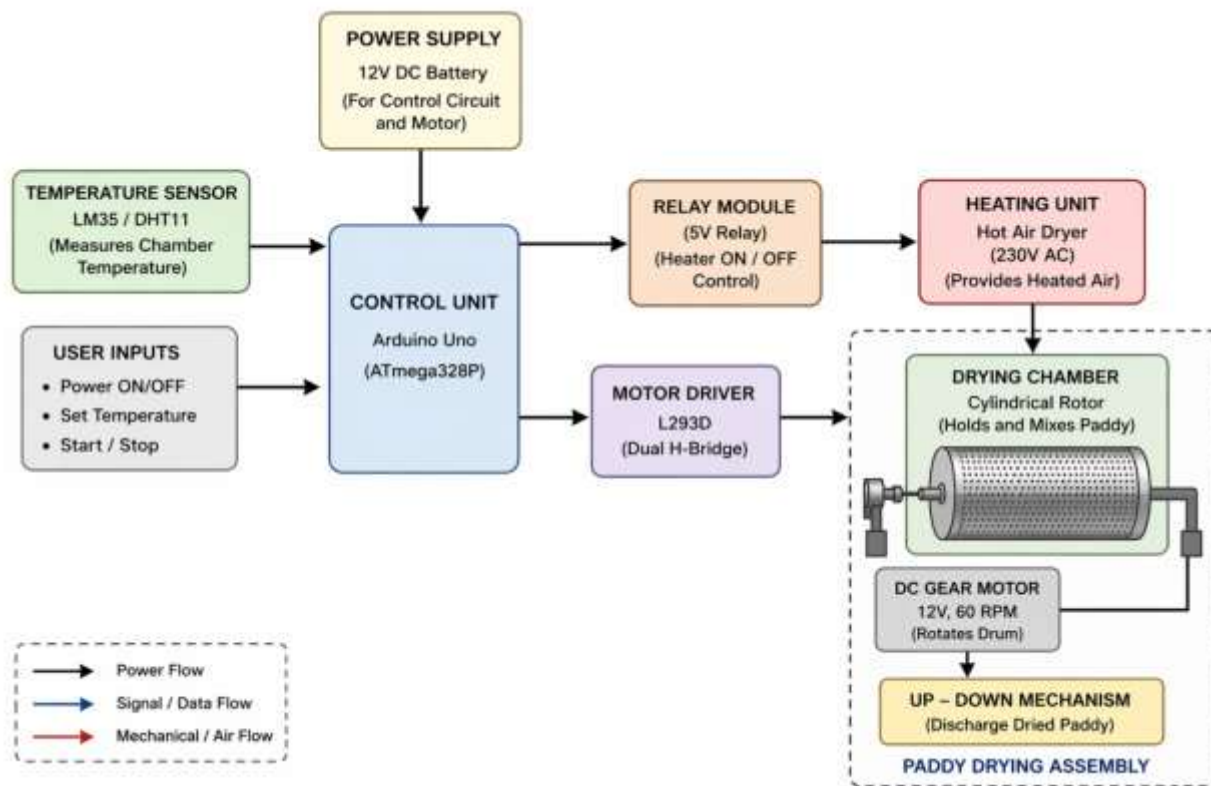 POWER SUPPLY
12V DC Battery
(For Control Circuit
and Motor)
TEMPERATURE SENSOR
LM35 / DHT11
(Measures Chamber
Temperature)
USER INPUTS
• Power ON/OFF
• Set Temperature
• Start / Stop
CONTROL UNIT
Arduino Uno
(ATmega328P)
RELAY MODULE
(5V Relay)
(Heater ON / OFF
Control)
HEATING UNIT
Hot Air Dryer
(230V AC)
(Provides Heated Air)
MOTOR DRIVER
L293D
(Dual H-Bridge)
DRYING CHAMBER
Cylindrical Rotor
(Holds and Mixes Paddy)
DC GEAR MOTOR
12V, 60 RPM
(Rotates Drum)
UP – DOWN MECHANISM
(Discharge Dried Paddy)
PADDY DRYING ASSEMBLY
Power Flow
Signal / Data Flow
Mechanical / Air Flow